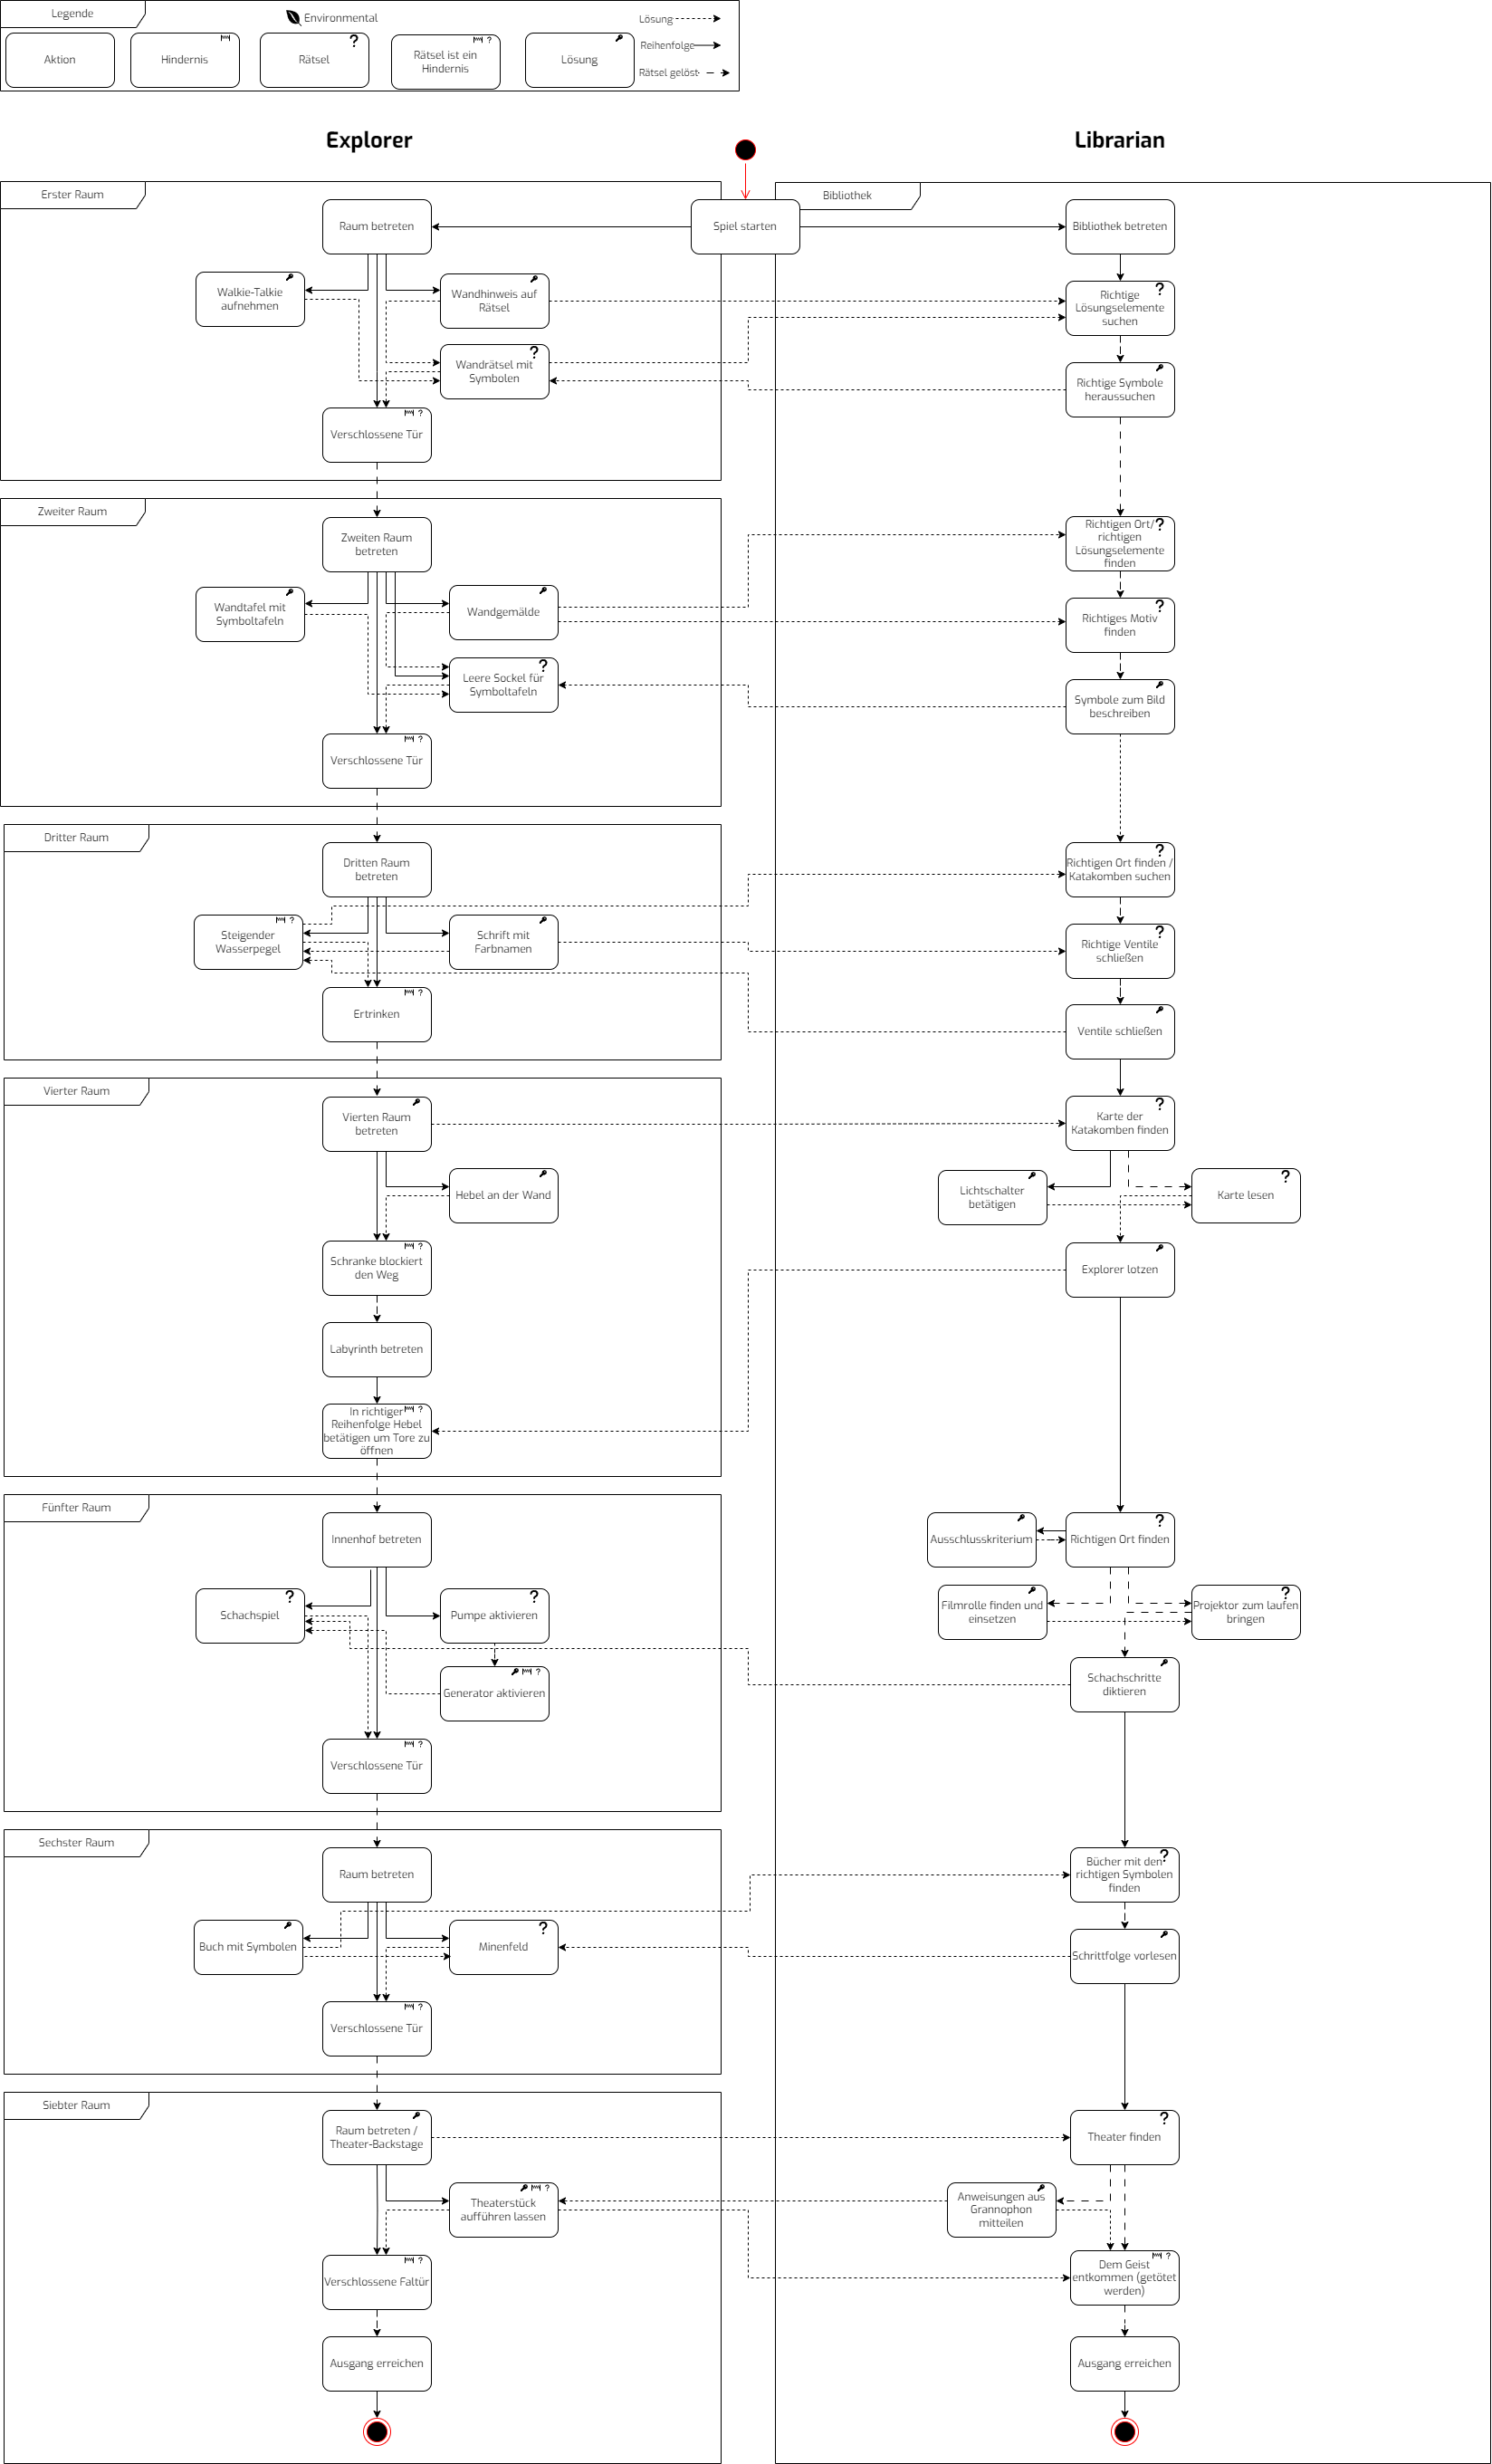 Legende
Environmental
Lösung
Reihenfolge
Rätsel gelöst
Aktion
Hindernis
?
Rätsel
?
Rätsel ist ein
Hindernis
Lösung
Explorer
Librarian
Erster Raum
Bibliothek
Raum betreten
Spiel starten
Bibliothek betreten
Walkie-Talkie
aufnehmen
Wandhinweis auf
Rätsel
?
Richtige
Lösungselemente
suchen
?
Wandrätsel mit
Symbolen
Richtige Symbole
heraussuchen
?
Verschlossene Tür
Zweiter Raum
Zweiten Raum
betreten
?
Richtigen Ort/
richtigen
Lösungselemente
finden
Wandtafel mit
Symboltafeln
Wandgemälde
?
Richtiges Motiv
finden
?
Leere Sockel für
Symboltafeln
Symbole zum Bild
beschreiben
?
Verschlossene Tür
Dritter Raum
Dritten Raum
betreten
?
Richtigen Ort finden /
Katakomben suchen
?
Steigender
Wasserpegel
Schrift mit
Farbnamen
?
Richtige Ventile
schließen
?
Ertrinken
Ventile schließen
Vierter Raum
Vierten Raum
betreten
?
Karte der
Katakomben finden
Hebel an der Wand
Lichtschalter
betätigen
?
Karte lesen
?
Schranke blockiert
den Weg
Explorer lotzen
Labyrinth betreten
?
In richtiger
Reihenfolge Hebel
betätigen um Tore zu
öffnen
Fünfter Raum
Innenhof betreten
Ausschlusskriterium
?
Richtigen Ort finden
?
Schachspiel
?
Pumpe aktivieren
Filmrolle finden und
einsetzen
?
Projektor zum laufen
bringen
?
Generator aktivieren
Schachschritte
diktieren
?
Verschlossene Tür
Sechster Raum
Raum betreten
?
Bücher mit den
richtigen Symbolen
finden
Buch mit Symbolen
?
Minenfeld
Schrittfolge vorlesen
?
Verschlossene Tür
Siebter Raum
Raum betreten /
Theater-Backstage
?
Theater finden
?
Theaterstück
aufführen lassen
Anweisungen aus
Grannophon
mitteilen
?
Verschlossene Faltür
?
Dem Geist
entkommen (getötet
werden)
Ausgang erreichen
Ausgang erreichen